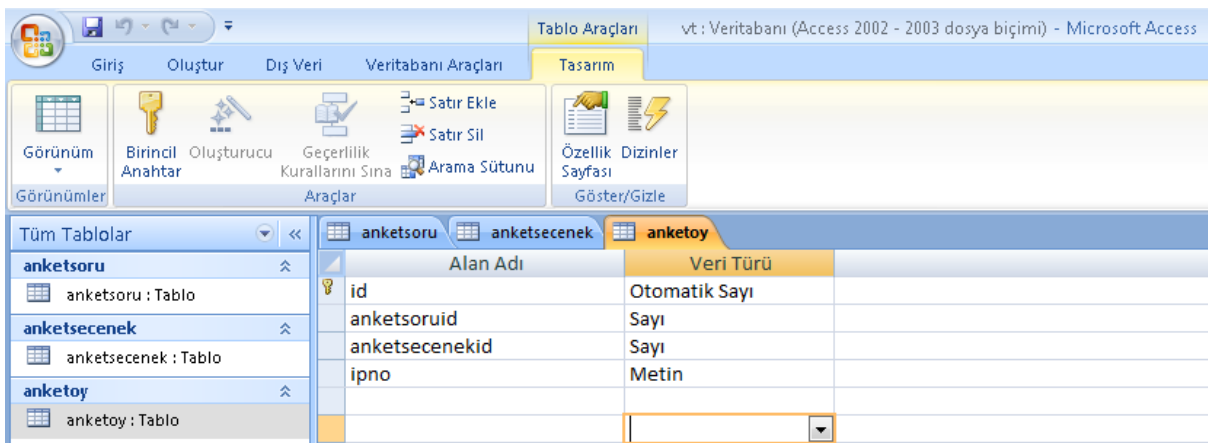 Tablo Araçları
vt : Veritabanı (Access 2002 - 2003 dosya biçimi) - Microsoft Access
Giriş Oluştur Dış Veri Veritabanı Araçları Tasarım
Görünüm
Birincil Anahtar
Oluşturucu
Geçerlilik Kurallarını Sına
Satır Ekle
Satır Sil
Arama Sütunu
Özellik Sayfası
Dizinler
Görünümler Araçlar Göster/Gizle
Tüm Tablolar
anketsoru
anketsoru : Tablo
anketsecenek
anketsecenek : Tablo
anketoy
anketoy : Tablo
anketsoru anketsecenek anketoy
Alan Adı Veri Türü
id Otomatik Sayı
anketsoruid Sayı
anketsecenekid Sayı
ipno Metin